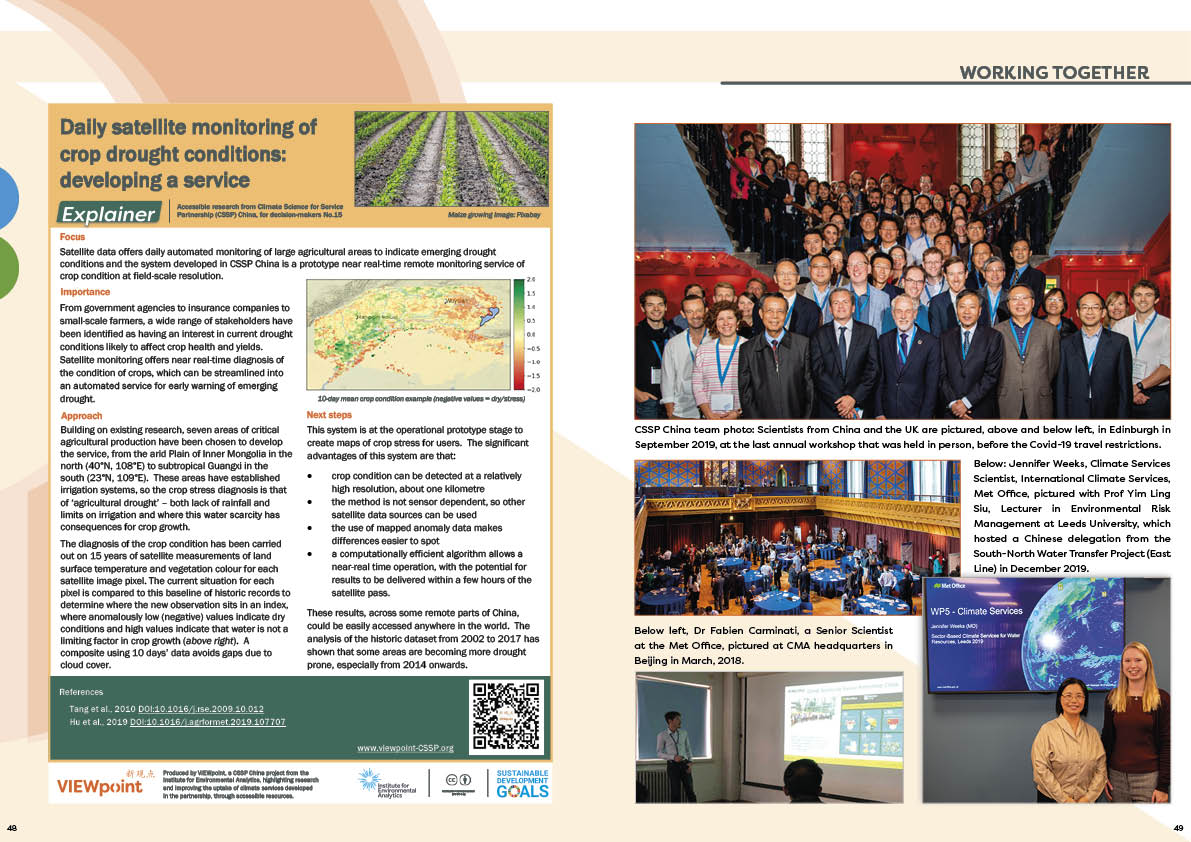 WORKING TOGETHER
Daily satellite monitoring of
crop drought conditions:
developing a service
Explainer
Accessible research from Climate Science for Service
Partnership (CSSP) China, for decision-makers No.15
Maize growing Image: Pixabay
Focus
Satellite data offers daily automated monitoring of large agricultural areas to indicate emerging drought
conditions and the system developed in CSSP China is a prototype near real-time remote monitoring service of
crop condition at field-scale resolution.
Importance
From government agencies to insurance companies to
small-scale farmers, a wide range of stakeholders have
been identified as having an interest in current drought
conditions likely to affect crop health and yields.
Satellite monitoring offers near real-time diagnosis of
the condition of crops, which can be streamlined into
an automated service for early warning of emerging
drought.
2.0
1.5
1.0
0.5
0.0
−0.5
−1.0
−1.5
−2.0
10-day mean crop condition example (negative values = dry/stress)
Approach
Building on existing research, seven areas of critical
agricultural production have been chosen to develop
the service, from the arid Plain of Inner Mongolia in the
north (40°N, 108°E) to subtropical Guangxi in the
south (23°N, 109°E). These areas have established
irrigation systems, so the crop stress diagnosis is that
of ‘agricultural drought’ – both lack of rainfall and
limits on irrigation and where this water scarcity has
consequences for crop growth.
The diagnosis of the crop condition has been carried
out on 15 years of satellite measurements of land
surface temperature and vegetation colour for each
satellite image pixel. The current situation for each
pixel is compared to this baseline of historic records to
determine where the new observation sits in an index,
where anomalously low (negative) values indicate dry
conditions and high values indicate that water is not a
limiting factor in crop growth (above right). A
composite using 10 days’ data avoids gaps due to
cloud cover.
Next steps
This system is at the operational prototype stage to
create maps of crop stress for users. The significant
advantages of this system are that:
• crop condition can be detected at a relatively
high resolution, about one kilometre
• the method is not sensor dependent, so other
satellite data sources can be used
• the use of mapped anomaly data makes
differences easier to spot
• a computationally efficient algorithm allows a
near-real time operation, with the potential for
results to be delivered within a few hours of the
satellite pass.
These results, across some remote parts of China,
could be easily accessed anywhere in the world. The
analysis of the historic dataset from 2002 to 2017 has
shown that some areas are becoming more drought
prone, especially from 2014 onwards.
References
Tang et al., 2010 DOI:10.1016/j.rse.2009.10.012
Hu et al., 2019 DOI:10.1016/j.agrformet.2019.107707
www.viewpoint-CSSP.org
新观点
VIEWpoint
Produced by VIEWpoint, a CSSP China project from the
Institute for Environmental Analytics, highlighting research
and improving the uptake of climate services developed
in the partnership, through accessible resources.
Institute for
Environmental
Analytics
SUSTAINABLE
DEVELOPMENT
GOALS
48
CSSP China team photo: Scientists from China and the UK are pictured, above and below left, in Edinburgh in
September 2019, at the last annual workshop that was held in person, before the Covid-19 travel restrictions.
Below: Jennifer Weeks, Climate Services
Scientist, International Climate Services,
Met Office, pictured with Prof Yim Ling
Siu, Lecturer in Environmental Risk
Management at Leeds University, which
hosted a Chinese delegation from the
South-North Water Transfer Project (East
Line) in December 2019.
Below left, Dr Fabien Carminati, a Senior Scientist
at the Met Office, pictured at CMA headquarters in
Beijing in March, 2018.
Met Office
WP5 - Climate Services
Jennifer Weeks (MO)
Sector-Based Climate Services for Water
Resources, Leeds 2019
49